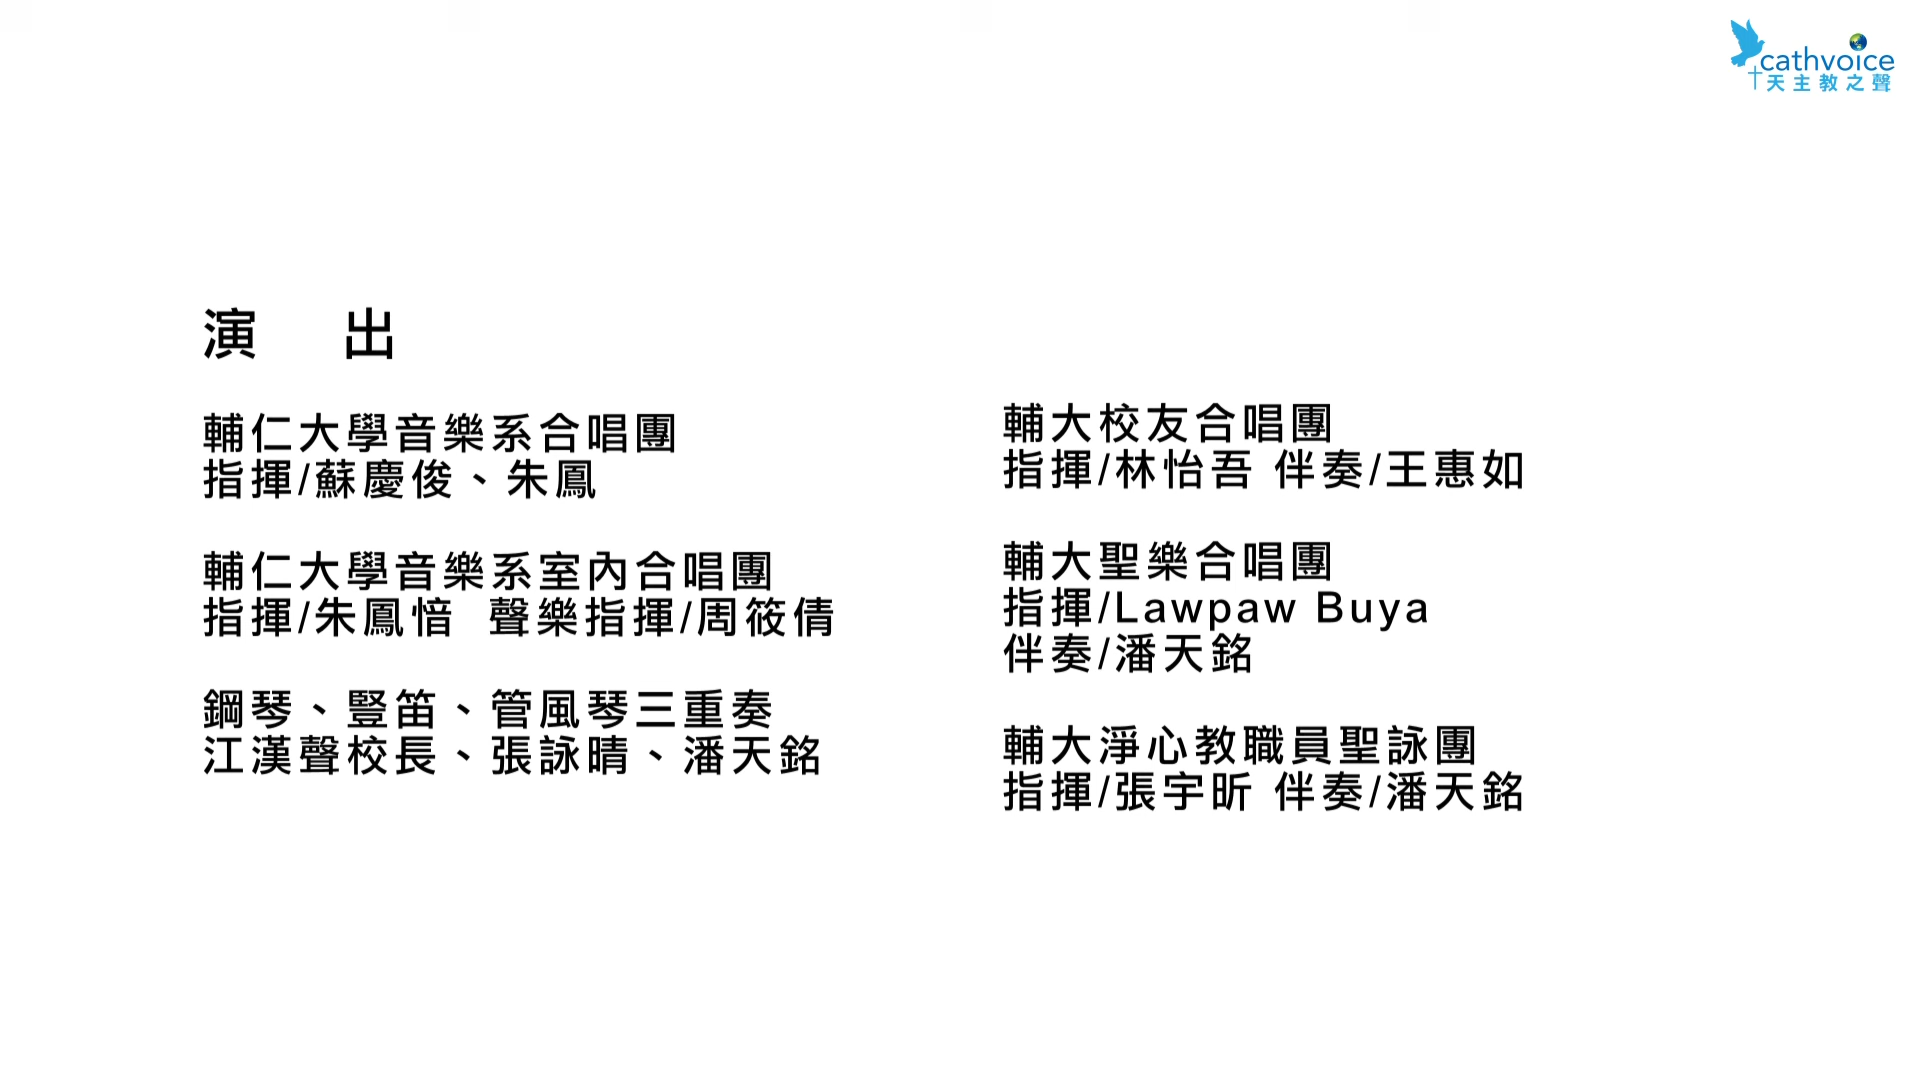 cathvoice
天主教之聲
演 出
輔仁大學音樂系合唱團
指揮/蘇慶俊、朱鳳
輔仁大學音樂系室內合唱團
指揮/朱鳳愔 聲樂指揮/周筱倩
鋼琴、豎笛、管風琴三重奏
江漢聲校長、張詠晴、潘天銘
輔大校友合唱團
指揮/林怡吾 伴奏/王惠如
輔大聖樂合唱團
指揮/Lawpaw Buya
伴奏/潘天銘
輔大淨心教職員聖詠團
指揮/張宇昕 伴奏/潘天銘